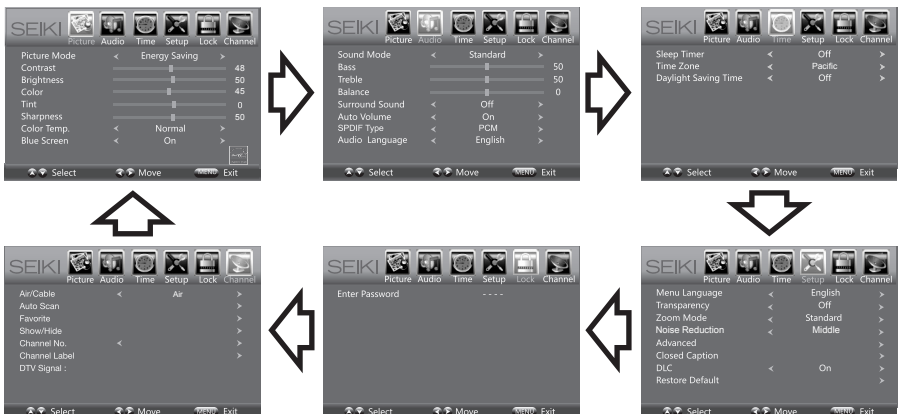 SEIKI
Picture Audio Time Setup Lock Channel
Picture Mode < Energy Saving >
Contrast 48
Brightness 50
Color 45
Tint 0
Sharpness 50
Color Temp. < Normal >
Blue Screen < On >
Select Move MENU Exit
SEIKI
Picture Audio Time Setup Lock Channel
Sound Mode < Standard >
Bass 50
Treble 50
Balance 0
Surround Sound < Off >
Auto Volume < On >
SPDIF Type < PCM >
Audio Language < English >
Select Move MENU Exit
SEIKI
Picture Audio Time Setup Lock Channel
Sleep Timer < Off >
Time Zone < Pacific >
Daylight Saving Time < Off >
Select Move MENU Exit
SEIKI
Picture Audio Time Setup Lock Channel
Air/Cable < Air >
Auto Scan >
Favorite >
Show/Hide >
Channel No. < >
Channel Label >
DTV Signal :
Select Move MENU Exit
SEIKI
Picture Audio Time Setup Lock Channel
Enter Password - - - -
Select Move MENU Exit
SEIKI
Picture Audio Time Setup Lock Channel
Menu Language < English >
Transparency < Off >
Zoom Mode < Standard >
Noise Reduction < Middle >
Advanced >
Closed Caption >
DLC < On >
Restore Default >
Select Move MENU Exit